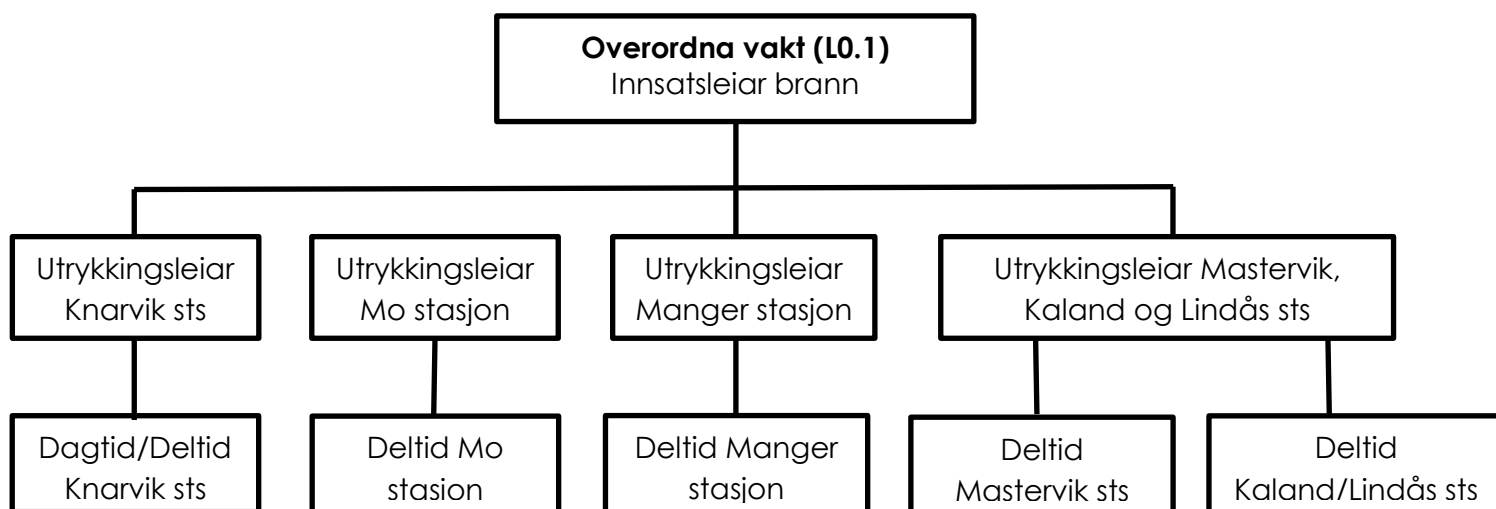 Overordna vakt (L0.1)
Innsatsleiar brann
Utrykkingsleiar
Knarvik sts
Utrykkingsleiar
Mo stasjon
Utrykkingsleiar
Manger stasjon
Utrykkingsleiar Mastervik,
Kaland og Lindås sts
Dagtid/Deltid
Knarvik sts
Deltid Mo
stasion
Deltid Manger
stasjon
Deltid
Mastervik sts
Deltid
Kaland/Lindås sts